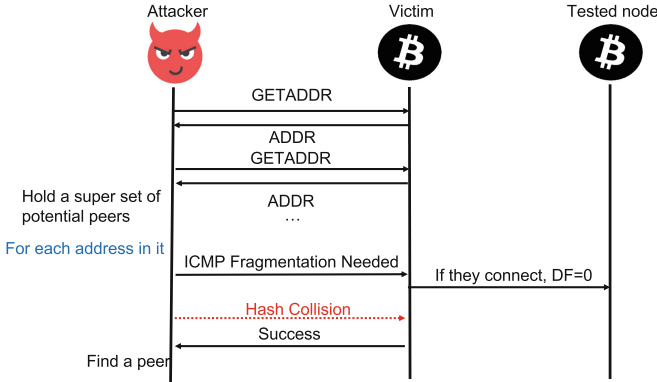 Attacker
Victim
Tested node
GETADDR
ADDR
GETADDR
Hold a super set of
potential peers
ADDR
...
For each address in it
ICMP Fragmentation Needed
If they connect, DF=0
Hash Collision
Success
Find a peer